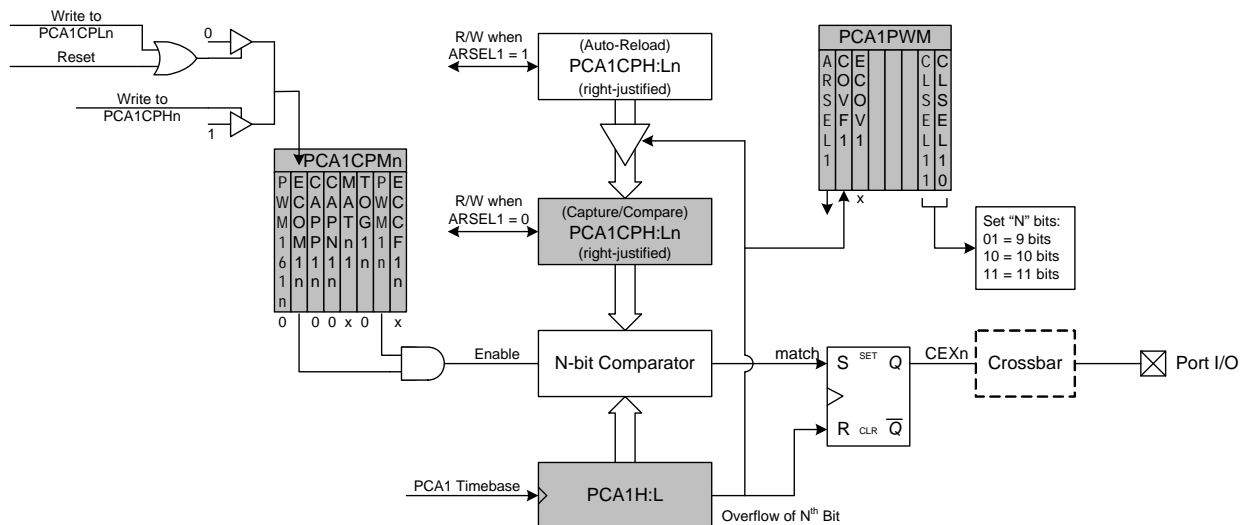 Write to
PCA1CPLn
Reset
0
Write to
PCA1CPHn
1
PCA1CPMn
PWM161n
ECOM1n
CAPP1n
CAPN1n
MATn1
TOG1n
PWM1n
ECCF1n
0
0
0
x
0
x
Enable
R/W when
ARSEL1 = 1
(Auto-Reload)
PCA1CPH:Ln
(right-justified)
R/W when
ARSEL1 = 0
(Capture/Compare)
PCA1CPH:Ln
(right-justified)
N-bit Comparator
match
PCA1 Timebase
PCA1H:L
Overflow of Nth Bit
PCA1PWM
ARSEL1
COVF1
ECOV1
CLSEL11
CLSEL10
x
Set “N” bits:
01 = 9 bits
10 = 10 bits
11 = 11 bits
S SET Q
R CLR Q
CEXn
Crossbar
Port I/O